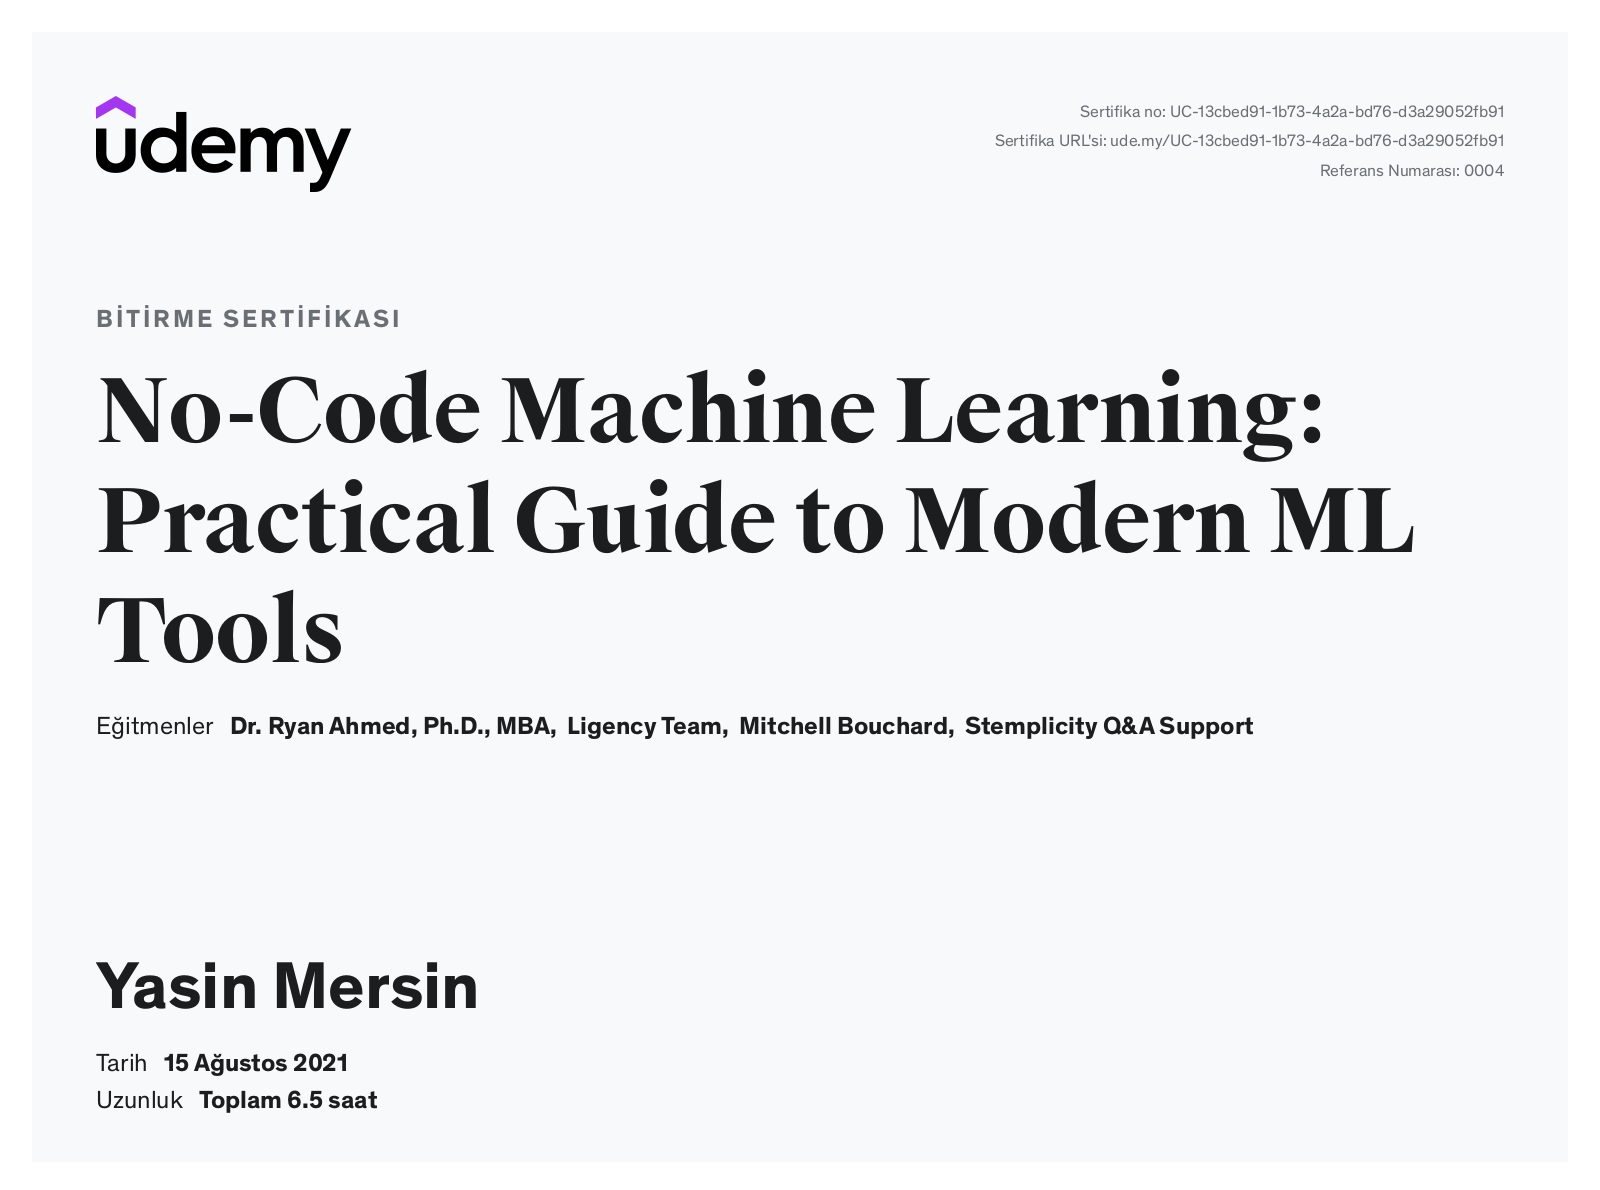 udemy
Sertifika no: UC-13cbed91-1b73-4a2a-bd76-d3a29052fb91
Sertifika URL'si: ude.my/UC-13cbed91-1b73-4a2a-bd76-d3a29052fb91
Referans Numarası: 0004
BİTİRME SERTİFİKASI
No-Code Machine Learning:
Practical Guide to Modern ML
Tools
Eğitmenler Dr. Ryan Ahmed, Ph.D., MBA, Ligency Team, Mitchell Bouchard, Stemplicity Q&A Support
Yasin Mersin
Tarih 15 Ağustos 2021
Uzunluk Toplam 6.5 saat